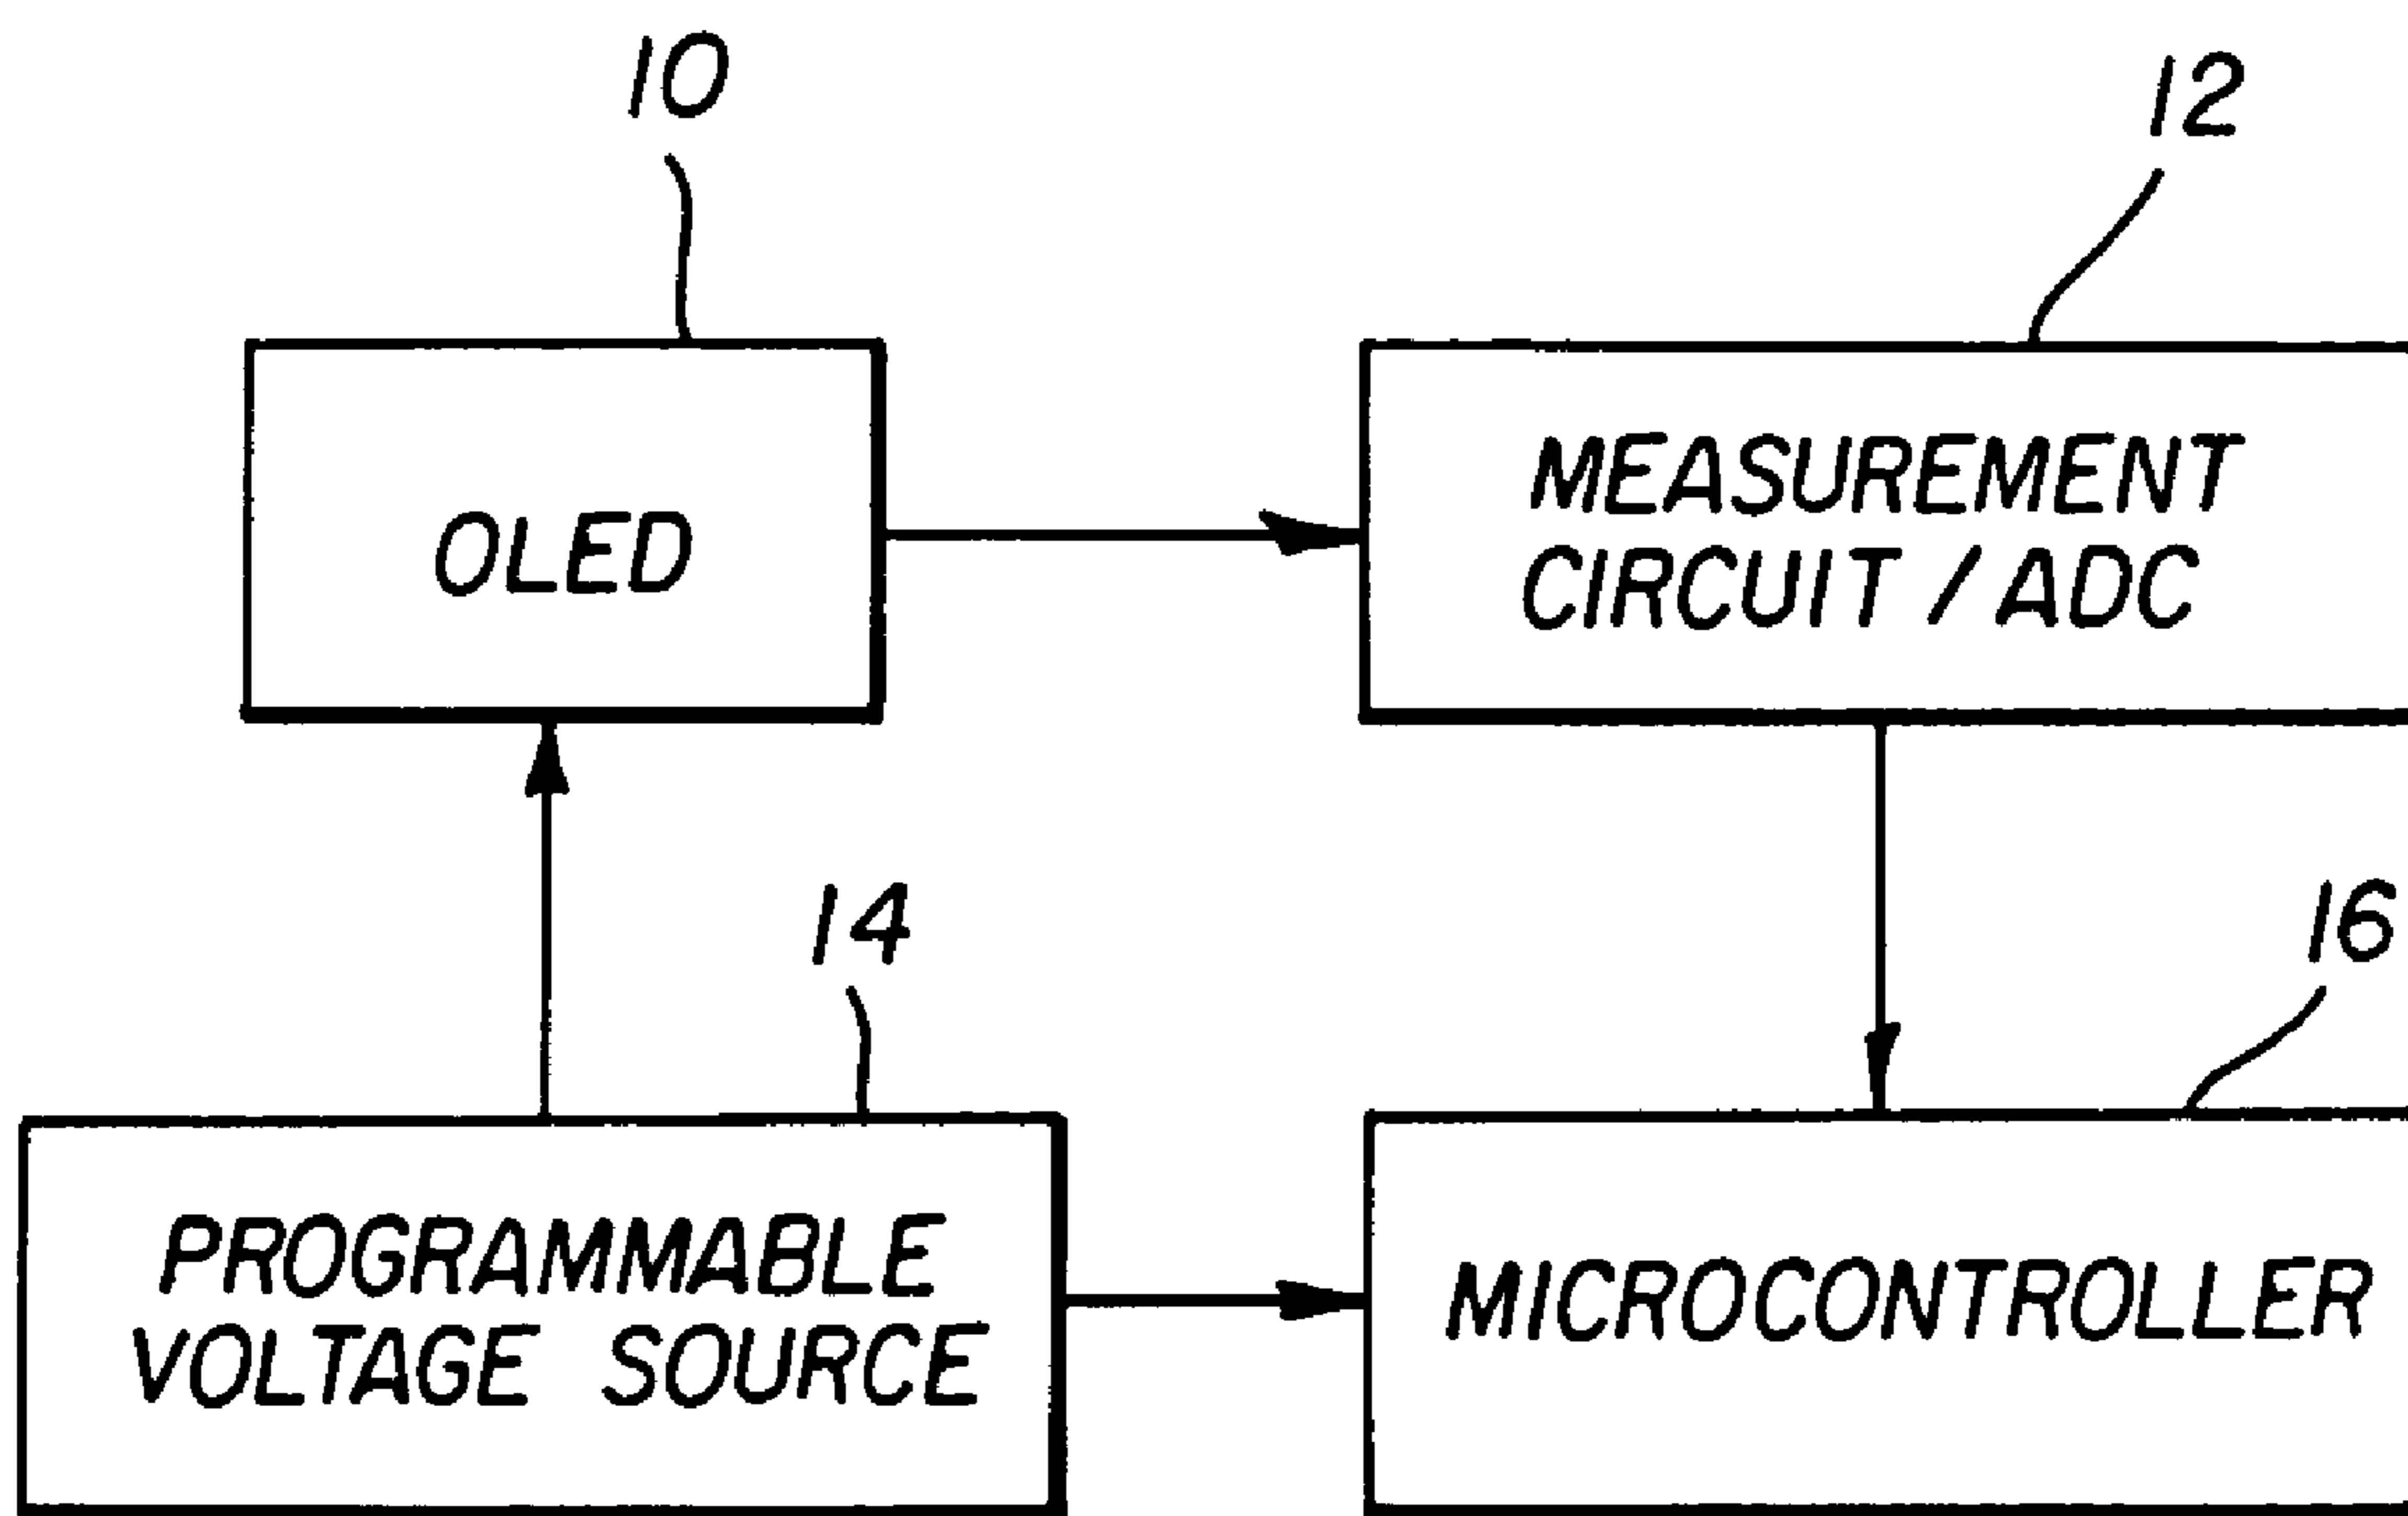 10
12
OLED
MEASUREMENT
CIRCUIT / ADC
14
16
PROGRAMMABLE
VOLTAGE SOURCE
MICROCONTROLLER